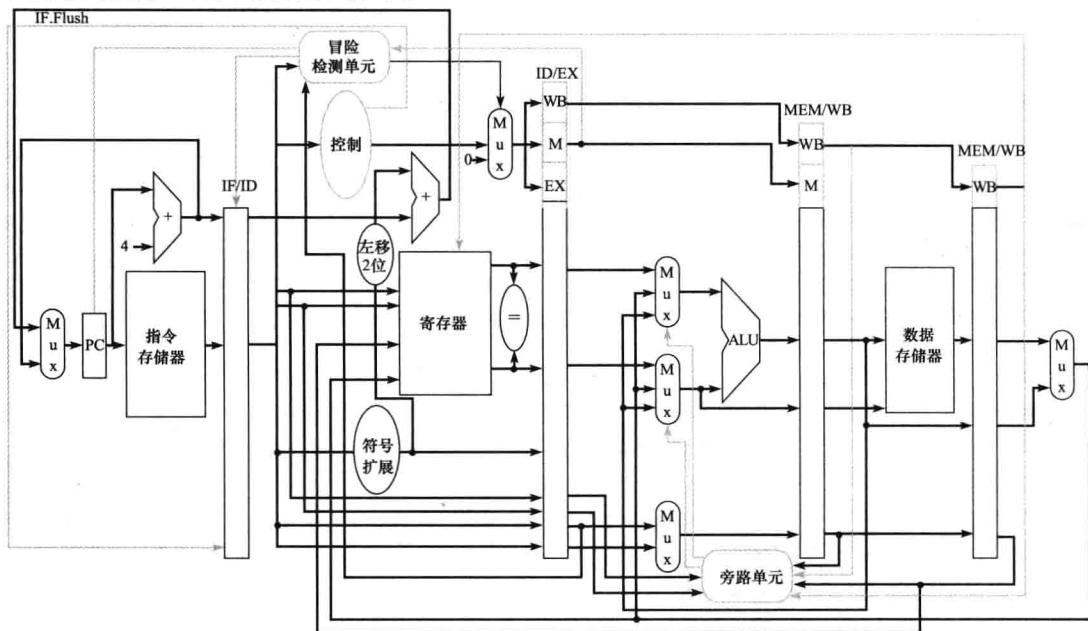 IF.Flush
冒险
检测单元
ID/EX
WB
M
EX
M
u
x
0
控制
MEM/WB
WB
M
MEM/WB
WB
IF/ID
+
4
+
左移
2位
M
u
x
PC
指令
存储器
寄存器
=
M
u
x
M
u
x
ALU
数据
存储器
M
u
x
符号
扩展
M
u
x
旁路单元